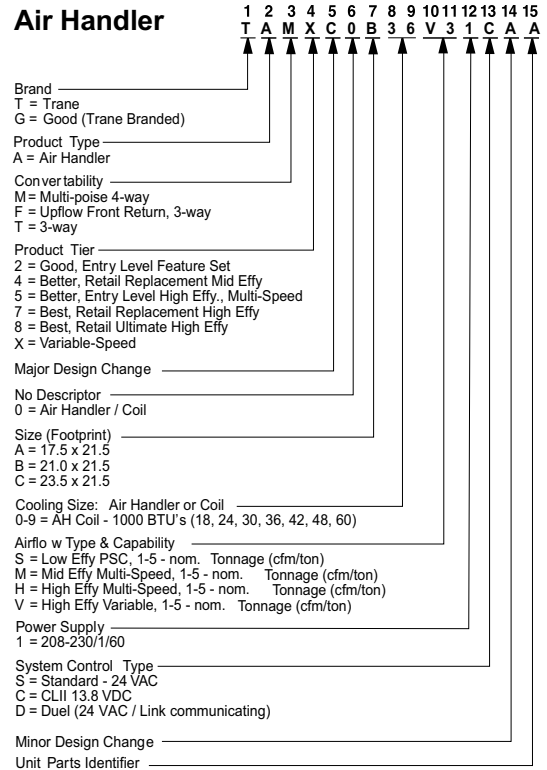 Air Handler
1 2 3 4 5 6 7 8 9 10 11 12 13 14 15
T A M X C 0 B 3 6 V 3 1 C A A
Brand
T = Trane
G = Good (Trane Branded)
Product Type
A = Air Handler
Convertability
M = Multi-poise 4-way
F = Upflow Front Return, 3-way
T = 3-way
Product Tier
2 = Good, Entry Level Feature Set
4 = Better, Retail Replacement Mid Effy
5 = Better, Entry Level High Effy., Multi-Speed
7 = Best, Retail Replacement High Effy
8 = Best, Retail Ultimate High Effy
X = Variable-Speed
Major Design Change
No Descriptor
0 = Air Handler / Coil
Size (Footprint)
A = 17.5 x 21.5
B = 21.0 x 21.5
C = 23.5 x 21.5
Cooling Size: Air Handler or Coil
0-9 = AH Coil - 1000 BTU's (18, 24, 30, 36, 42, 48, 60)
Airflow Type & Capability
S = Low Effy PSC, 1-5 - nom. Tonnage (cfm/ton)
M = Mid Effy Multi-Speed, 1-5 - nom. Tonnage (cfm/ton)
H = High Effy Multi-Speed, 1-5 - nom. Tonnage (cfm/ton)
V = High Effy Variable, 1-5 - nom. Tonnage (cfm/ton)
Power Supply
1 = 208-230/1/60
System Control Type
S = Standard - 24 VAC
C = CLII 13.8 VDC
D = Duel (24 VAC / Link communicating)
Minor Design Change
Unit Parts Identifier